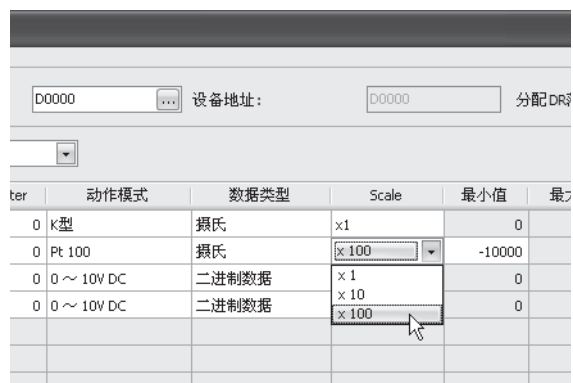 D0000 ... 设备地址: D0000 分配DR
ter 动作模式 数据类型 Scale 最小值
0 K型 摄氏 x1 0
0 Pt 100 摄氏 x 100 -10000
0 0 ～ 10V DC 二进制数据 x 1 0
x 10
0 0 ～ 10V DC 二进制数据 x 100 0